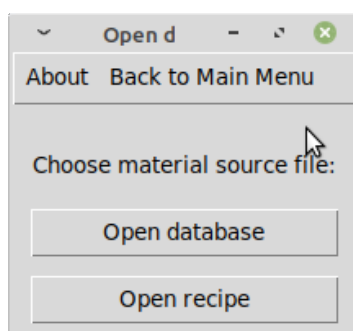 Open d
About Back to Main Menu
Choose material source file:
Open database
Open recipe